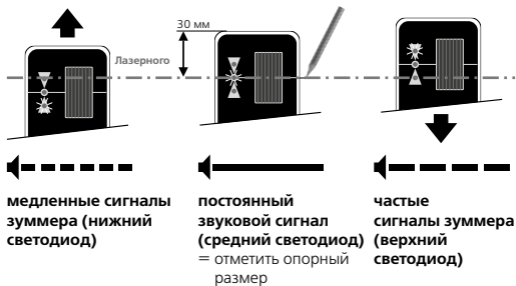 30 мм
Лазерного
медленные сигналы
зуммера (нижний
светодиод)
постоянный
звуковой сигнал
(средний светодиод)
= отметить опорный
размер
частые
сигналы зуммера
(верхний
светодиод)